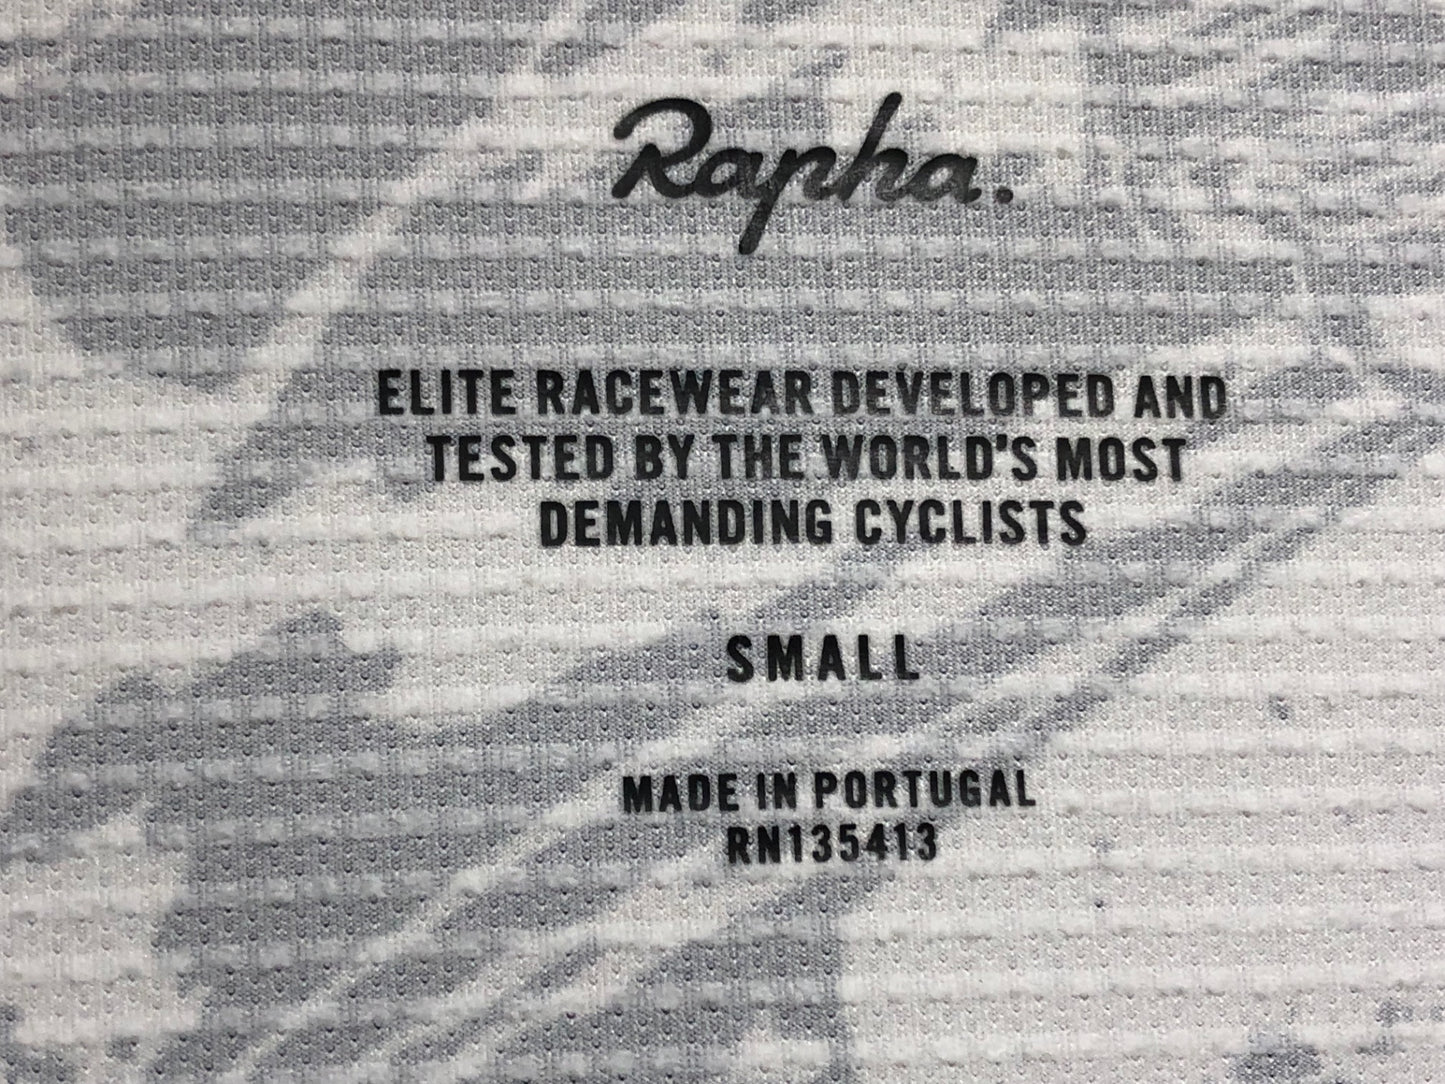 Rapha.
ELITE RACEWEAR DEVELOPED AND
TESTED BY THE WORLD'S MOST
DEMANDING CYCLISTS
SMALL
MADE IN PORTUGAL
RN135413